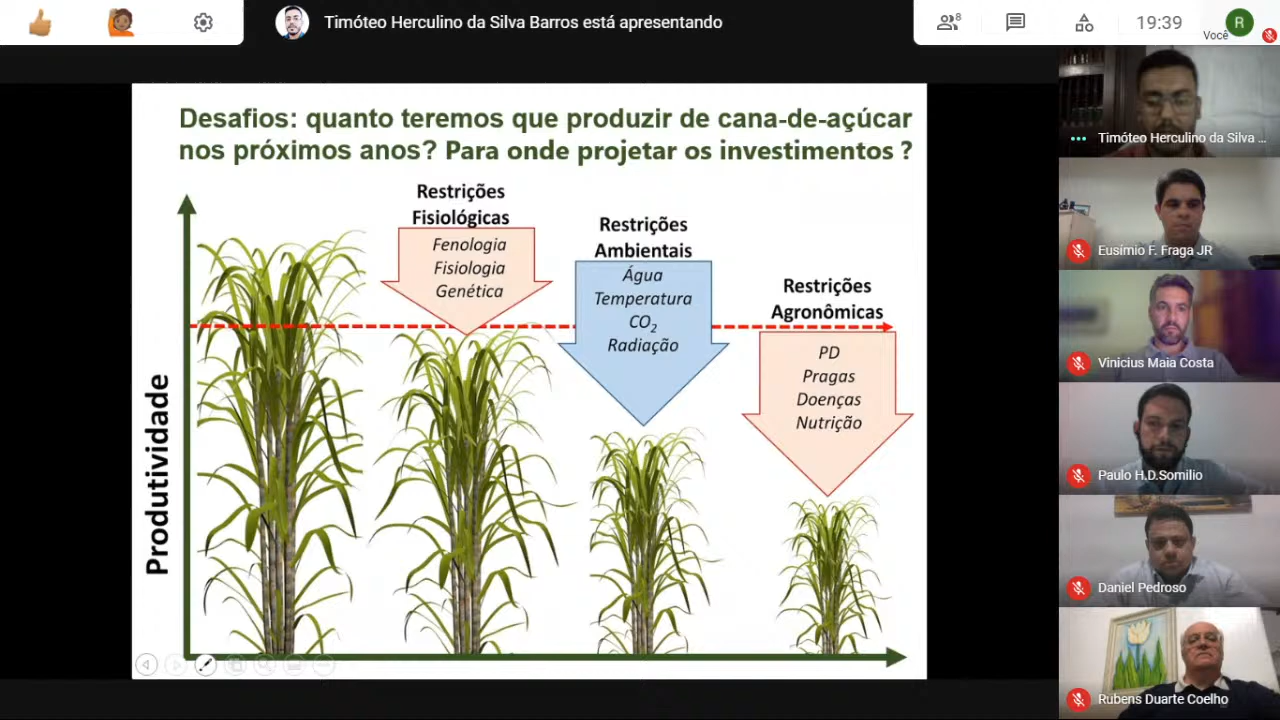 Timóteo Herculino da Silva Barros está apresentando
8
19:39
R
Você
Desafios: quanto teremos que produzir de cana-de-açúcar
nos próximos anos? Para onde projetar os investimentos ?
Restrições
Fisiológicas
Fenologia
Fisiologia
Genética
Restrições
Ambientais
Água
Temperatura
CO₂
Radiação
Restrições
Agronômicas
PD
Pragas
Doenças
Nutrição
Produtividade
Timóteo Herculino da Silva ...
Eusímio F. Fraga JR
Vinicius Maia Costa
Paulo H.D.Somilio
Daniel Pedroso
Rubens Duarte Coelho